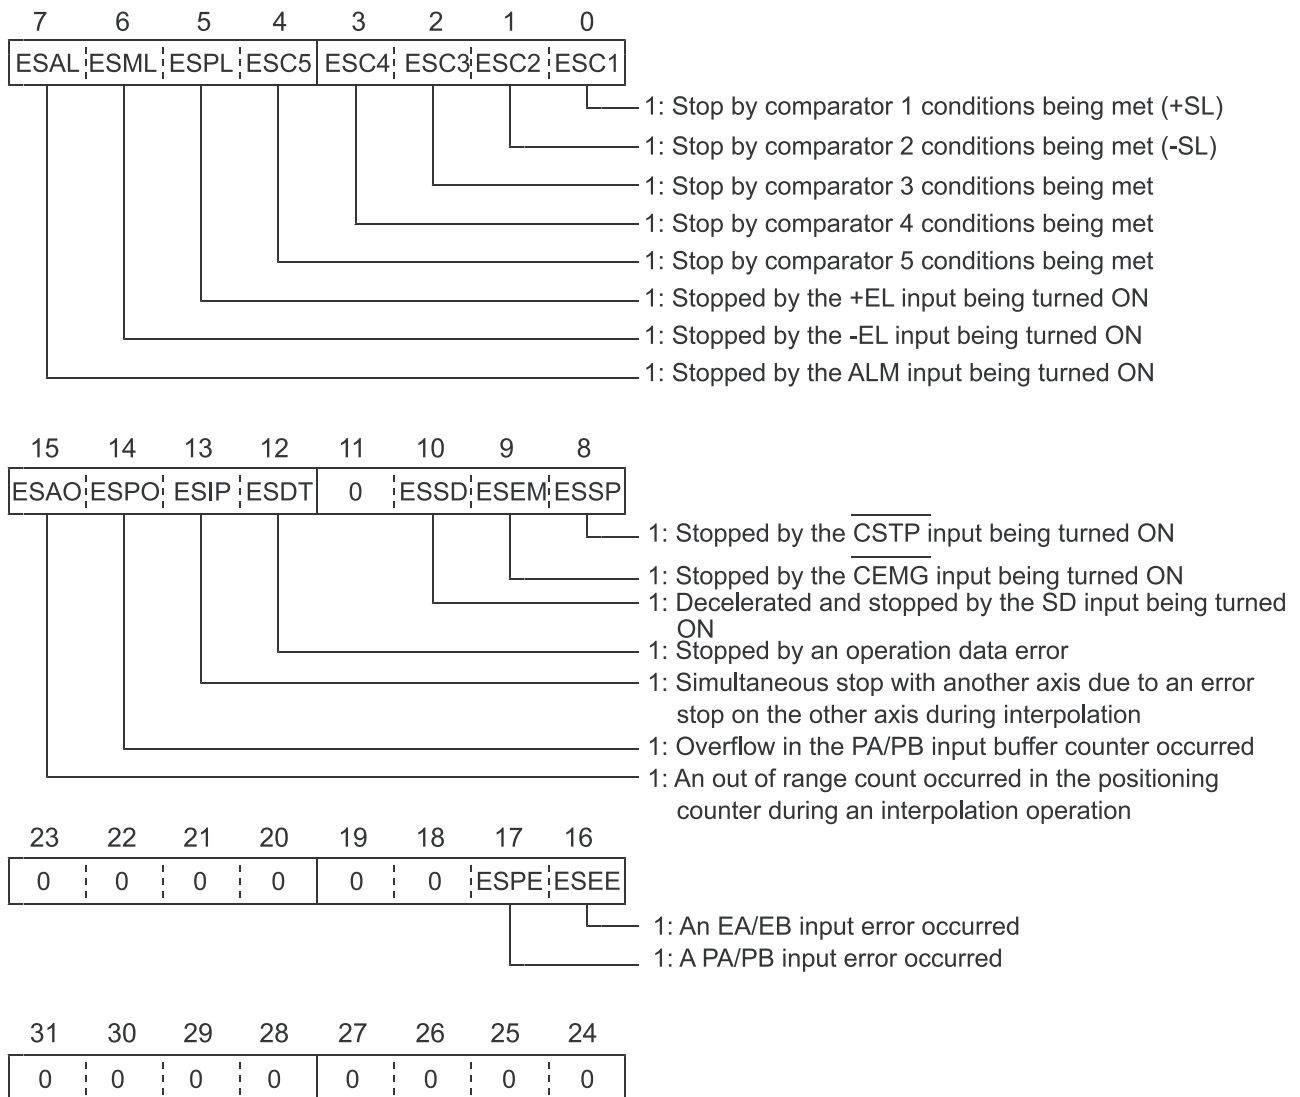 7 6 5 4 3 2 1 0
ESAL ESML ESPL ESC5 ESC4 ESC3 ESC2 ESC1
1: Stop by comparator 1 conditions being met (+SL)
1: Stop by comparator 2 conditions being met (-SL)
1: Stop by comparator 3 conditions being met
1: Stop by comparator 4 conditions being met
1: Stop by comparator 5 conditions being met
1: Stopped by the +EL input being turned ON
1: Stopped by the -EL input being turned ON
1: Stopped by the ALM input being turned ON
15 14 13 12 11 10 9 8
ESAO ESPO ESIP ESDT 0 ESSD ESEM ESSP
1: Stopped by the CSTP input being turned ON
1: Stopped by the CEMG input being turned ON
1: Decelerated and stopped by the SD input being turned
ON
1: Stopped by an operation data error
1: Simultaneous stop with another axis due to an error
stop on the other axis during interpolation
1: Overflow in the PA/PB input buffer counter occurred
1: An out of range count occurred in the positioning
counter during an interpolation operation
23 22 21 20 19 18 17 16
0 0 0 0 0 0 ESPE ESEE
1: An EA/EB input error occurred
1: A PA/PB input error occurred
31 30 29 28 27 26 25 24
0 0 0 0 0 0 0 0